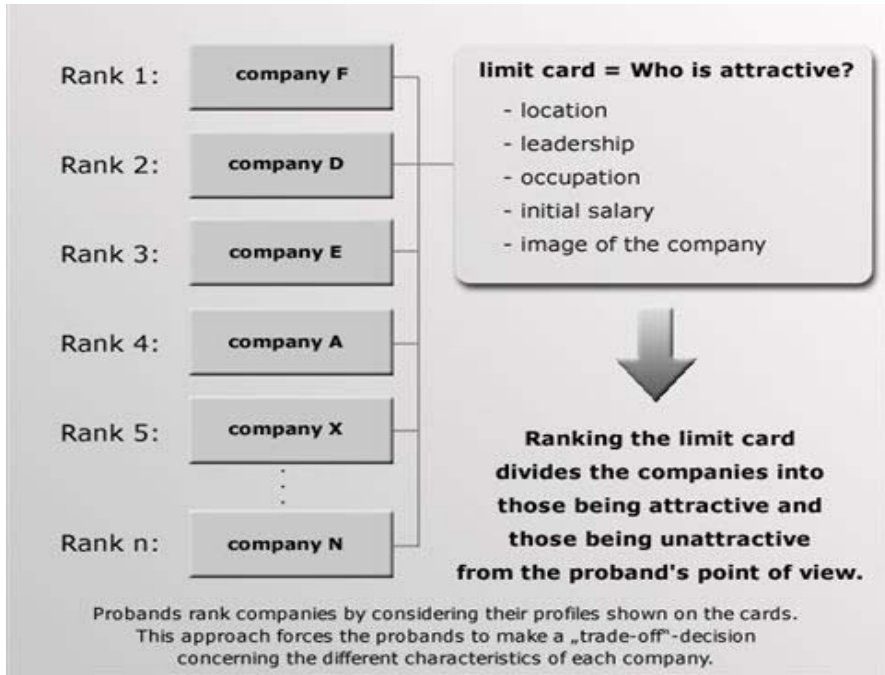 Rank 1: company F
Rank 2: company D
Rank 3: company E
Rank 4: company A
Rank 5: company X
Rank n: company N
limit card = Who is attractive?
- location
- leadership
- occupation
- initial salary
- image of the company
Ranking the limit card
divides the companies into
those being attractive and
those being unattractive
from the proband's point of view.
Probands rank companies by considering their profiles shown on the cards.
This approach forces the probands to make a „trade-off"-decision
concerning the different characteristics of each company.